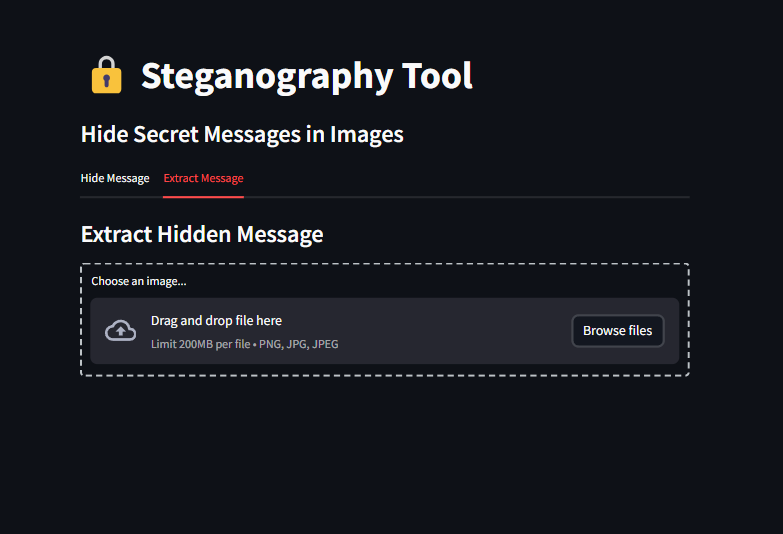 Steganography Tool
Hide Secret Messages in Images
Hide Message Extract Message
Extract Hidden Message
Choose an image...
Drag and drop file here
Limit 200MB per file • PNG, JPG, JPEG
Browse files